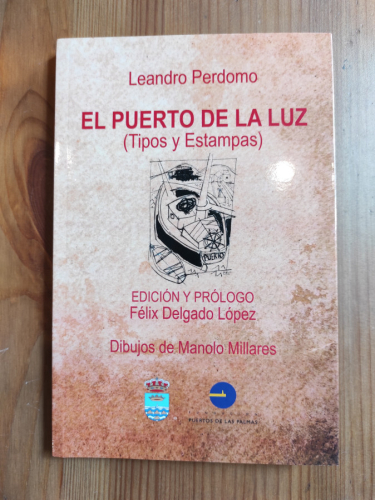 Leandro Perdomo
EL PUERTO DE LA LUZ
(Tipos y Estampas)
PUERTO
EDICIÓN Y PRÓLOGO
Félix Delgado López
Dibujos de Manolo Millares
PUERTOS DE LAS PALMAS